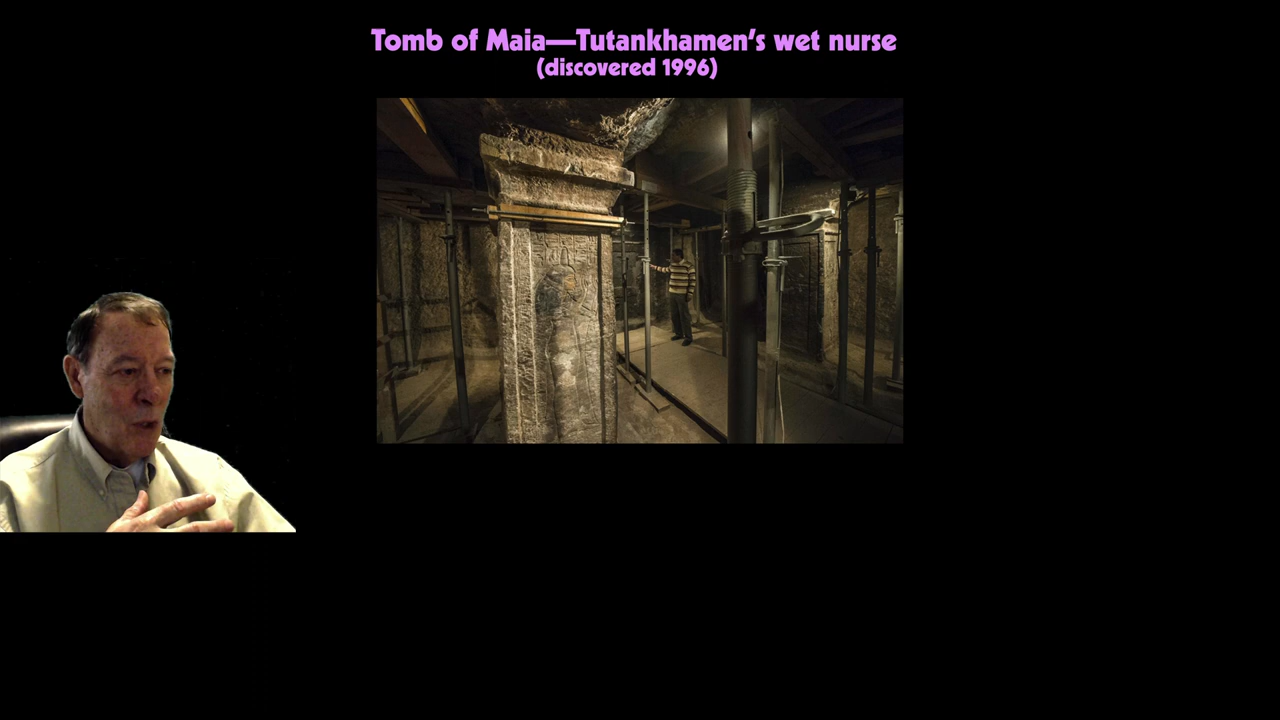 Tomb of Maia—Tutankhamen's wet nurse
(discovered 1996)